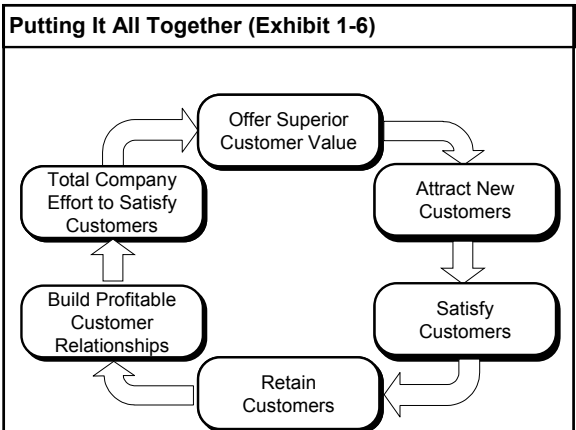 Putting It All Together (Exhibit 1-6)
Offer Superior
Customer Value
Attract New
Customers
Satisfy
Customers
Retain
Customers
Build Profitable
Customer
Relationships
Total Company
Effort to Satisfy
Customers